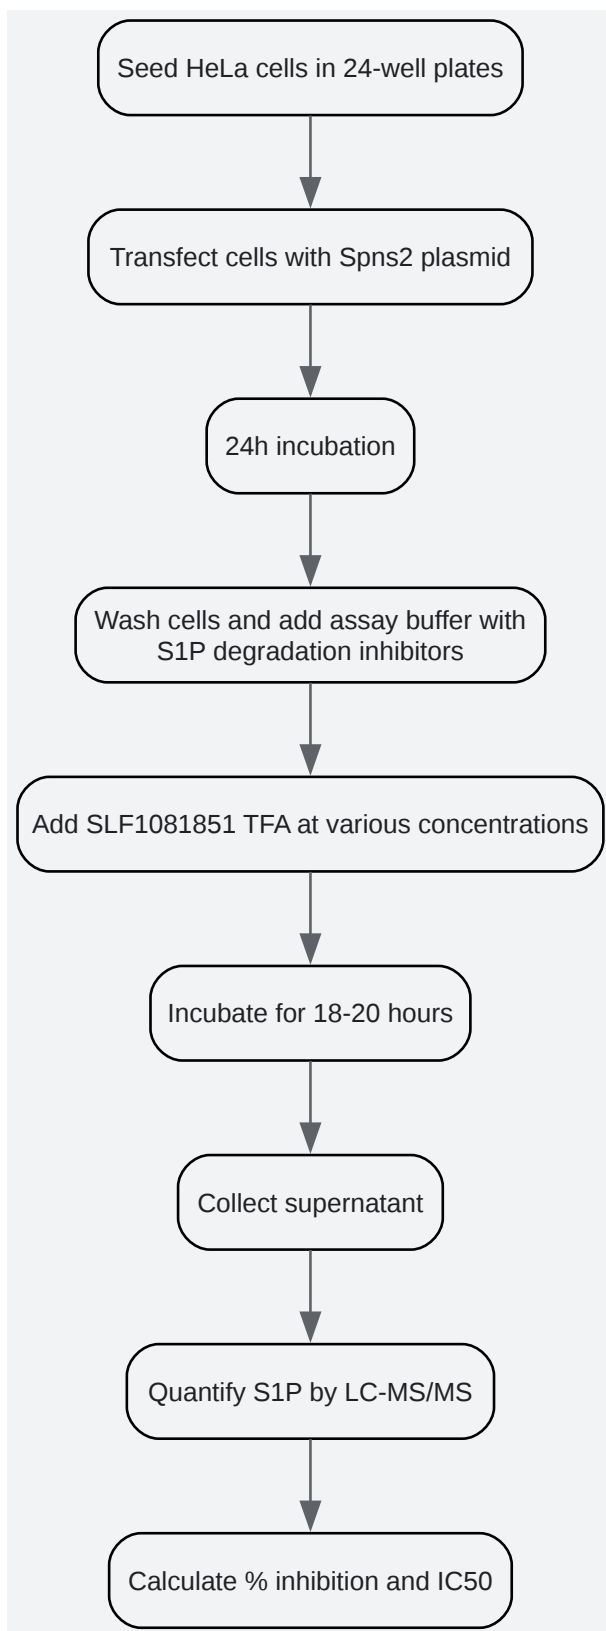 Seed HeLa cells in 24-well plates
Transfect cells with Spns2 plasmid
24h incubation
Wash cells and add assay buffer with
S1P degradation inhibitors
Add SLF1081851 TFA at various concentrations
Incubate for 18-20 hours
Collect supernatant
Quantify S1P by LC-MS/MS
Calculate % inhibition and IC50